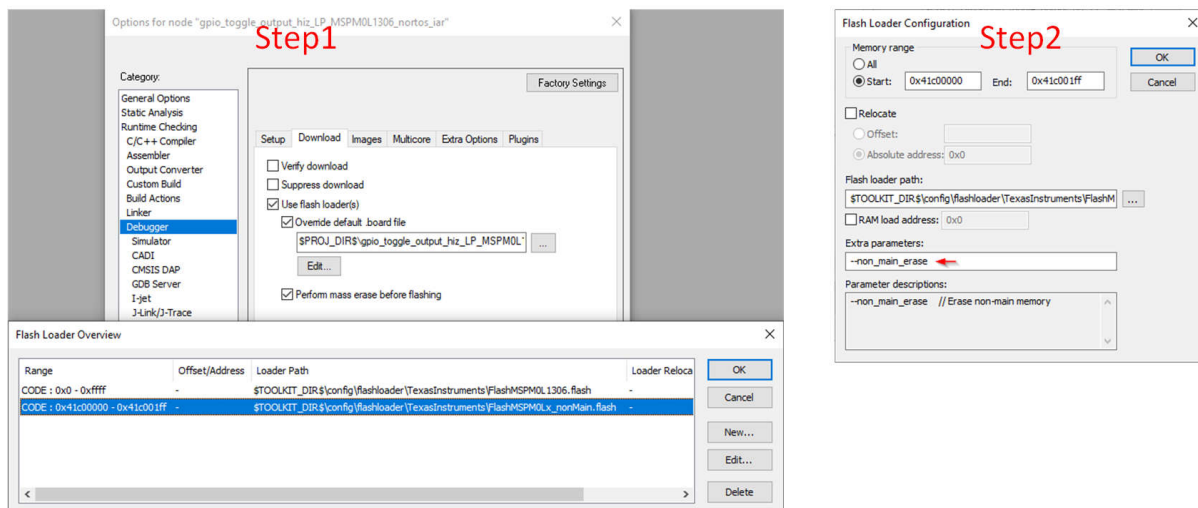 Options for node "gpio_toggle_output_hiz_LP_MSPM0L1306_nortos_iar"
Step1
Category:
General Options
Static Analysis
Runtime Checking
C/C++ Compiler
Assembler
Output Converter
Custom Build
Build Actions
Linker
Debugger
Simulator
CADI
CMSIS DAP
GDB Server
I-jet
J-Link/J-Trace
Factory Settings
Setup Download Images Multicore Extra Options Plugins
Verify download
Suppress download
Use flash loader(s)
Override default .board file
$PROJ_DIR$\gpio_toggle_output_hiz_LP_MSPM0L1
...
Edit...
Perform mass erase before flashing
Flash Loader Overview
Range Offset/Address Loader Path Loader Reloca
CODE : 0x0 - 0xffff - $TOOLKIT_DIR$\config\flashloader\TexasInstruments\FlashMSPM0L1306.flash -
CODE : 0x41c00000 - 0x41c001ff - $TOOLKIT_DIR$\config\flashloader\TexasInstruments\FlashMSPM0Lx_nonMain.flash -
OK
Cancel
New...
Edit...
Delete
Flash Loader Configuration
Step2
Memory range
All
Start: 0x41c00000 End: 0x41c001ff
OK
Cancel
Relocate
Offset:
Absolute address: 0x0
Flash loader path:
$TOOLKIT_DIR$\config\flashloader\TexasInstruments\FlashM ...
RAM load address: 0x0
Extra parameters:
--non_main_erase
Parameter descriptions:
--non_main_erase // Erase non-main memory